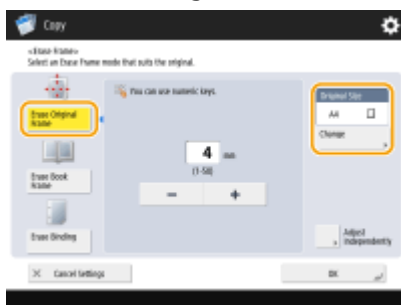 Copy
<Erase Frame>
Select an Erase Frame mode that suits the original.
Erase Original
Frame
Erase Book
Frame
Erase Binding
You can use numeric keys.
4 mm
(1-50)
−
+
Original Size
A4
Change
Adjust
Independently
× Cancel Settings
OK